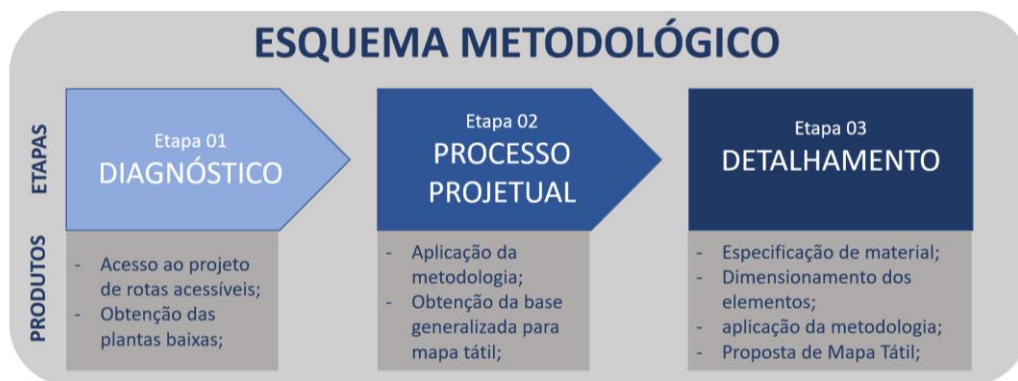 ESQUEMA METODOLÓGICO
ETAPAS
Etapa 01
DIAGNÓSTICO
Etapa 02
PROCESSO
PROJETUAL
Etapa 03
DETALHAMENTO
PRODUTOS
- Acesso ao projeto
de rotas acessíveis;
- Obtenção das
plantas baixas;
- Aplicação da
metodologia;
- Obtenção da base
generalizada para
mapa tátil;
- Especificação de material;
- Dimensionamento dos
elementos;
- aplicação da metodologia;
- Proposta de Mapa Tátil;